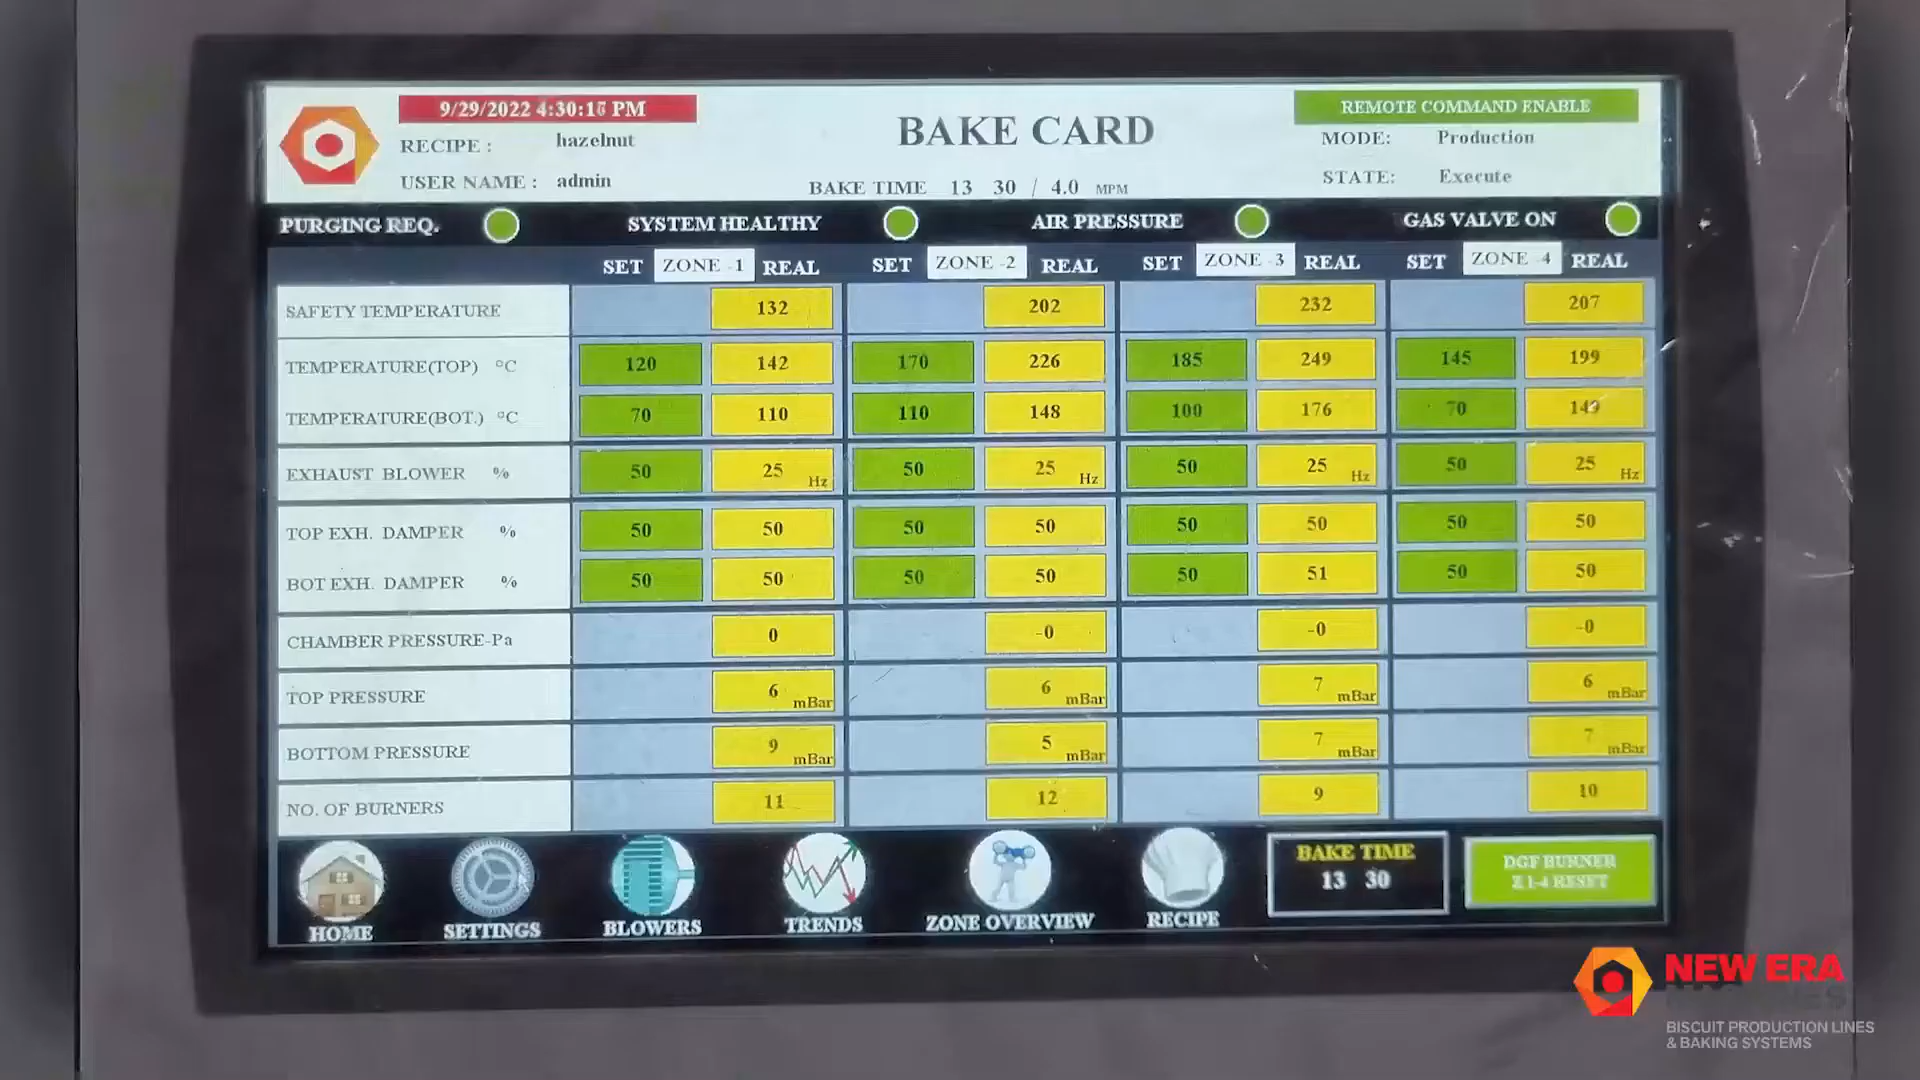 9/29/2022 4:30:16 PM
RECIPE : hazelnut
USER NAME : admin
BAKE CARD
BAKE TIME 13 30 / 4.0 MPM
REMOTE COMMAND ENABLE
MODE: Production
STATE: Execute
PURGING REQ. SYSTEM HEALTHY AIR PRESSURE GAS VALVE ON
SET ZONE -1 REAL SET ZONE -2 REAL SET ZONE -3 REAL SET ZONE -4 REAL
SAFETY TEMPERATURE 132 202 232 207
TEMPERATURE(TOP) °C 120 142 170 226 185 249 145 199
TEMPERATURE(BOT.) °C 70 110 110 148 100 176 70 149
EXHAUST BLOWER % 50 25 Hz 50 25 Hz 50 25 Hz 50 25 Hz
TOP EXH. DAMPER % 50 50 50 50 50 50 50 50
BOT EXH. DAMPER % 50 50 50 50 50 51 50 50
CHAMBER PRESSURE-Pa 0 -0 -0 -0
TOP PRESSURE 6 mBar 6 mBar 7 mBar 6 mBar
BOTTOM PRESSURE 9 mBar 5 mBar 7 mBar 7 mBar
NO. OF BURNERS 11 12 9 10
HOME SETTINGS BLOWERS TRENDS ZONE OVERVIEW RECIPE
BAKE TIME
13 30
DGF BURNER
Z 1-4 RESET
NEW ERA
BISCUIT PRODUCTION LINES
& BAKING SYSTEMS